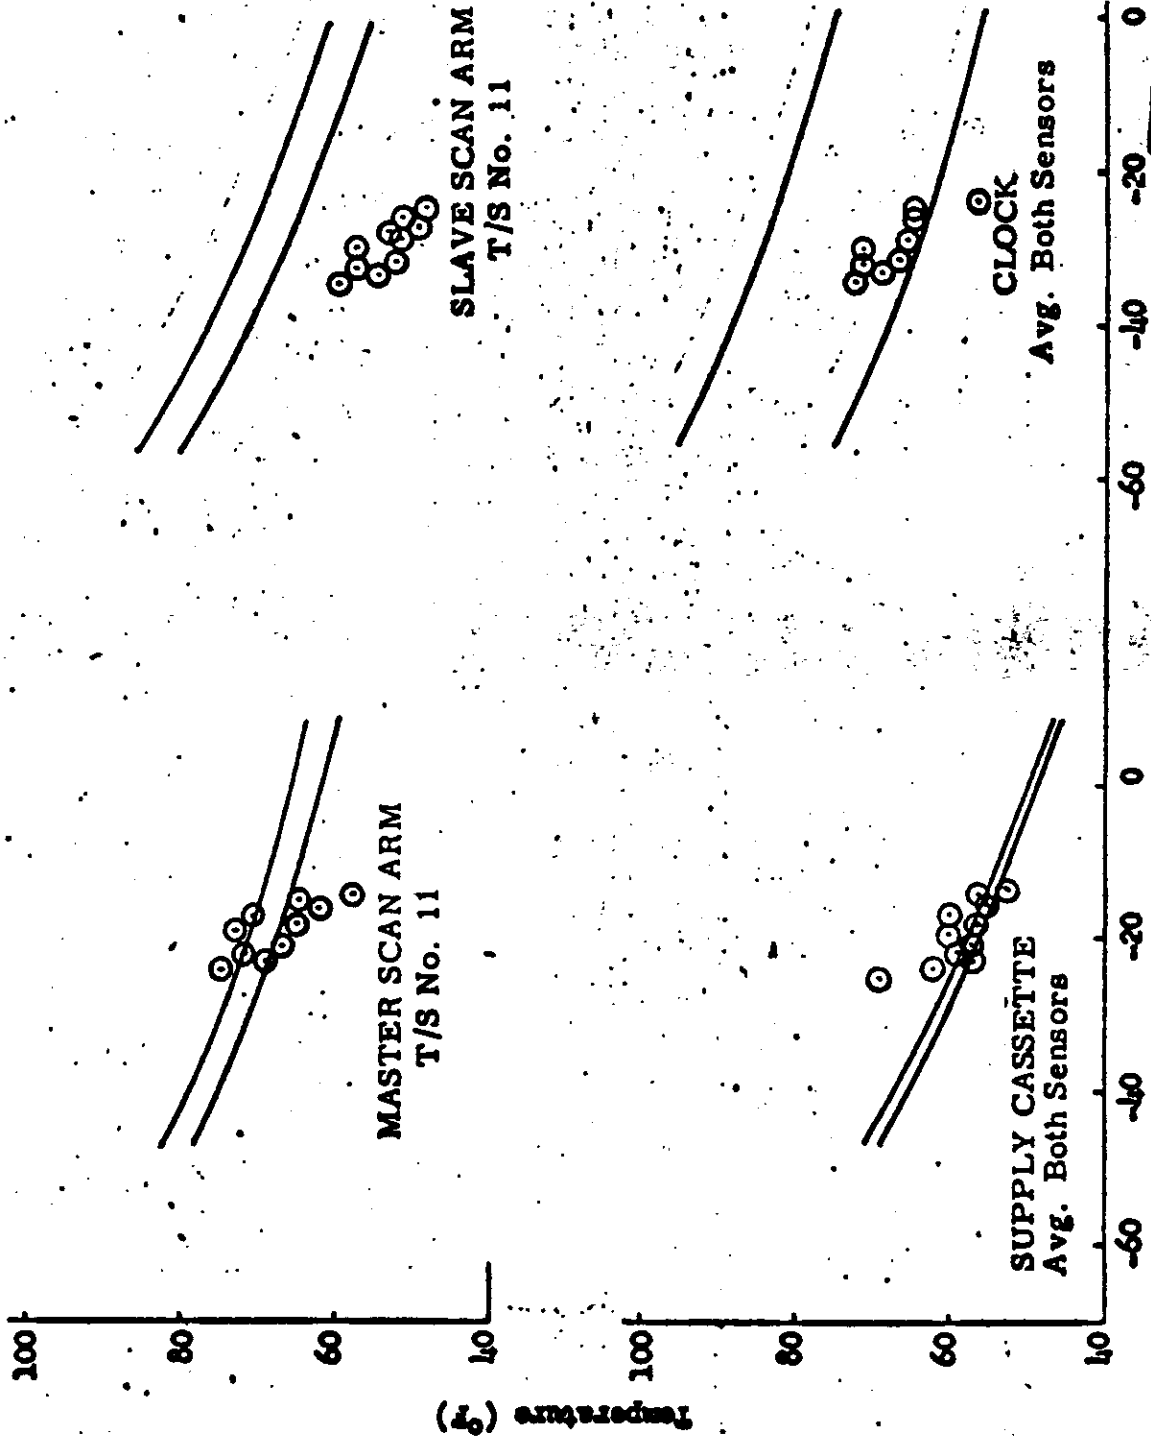 Temperature (°F)
100
80
60
40
MASTER SCAN ARM
T/S No. 11
SLAVE SCAN ARM
T/S No. 11
100
80
60
40
SUPPLY CASSETTE
Avg. Both Sensors
CLOCK
Avg. Both Sensors
-60
-40
-20
0
-60
-40
-20
0